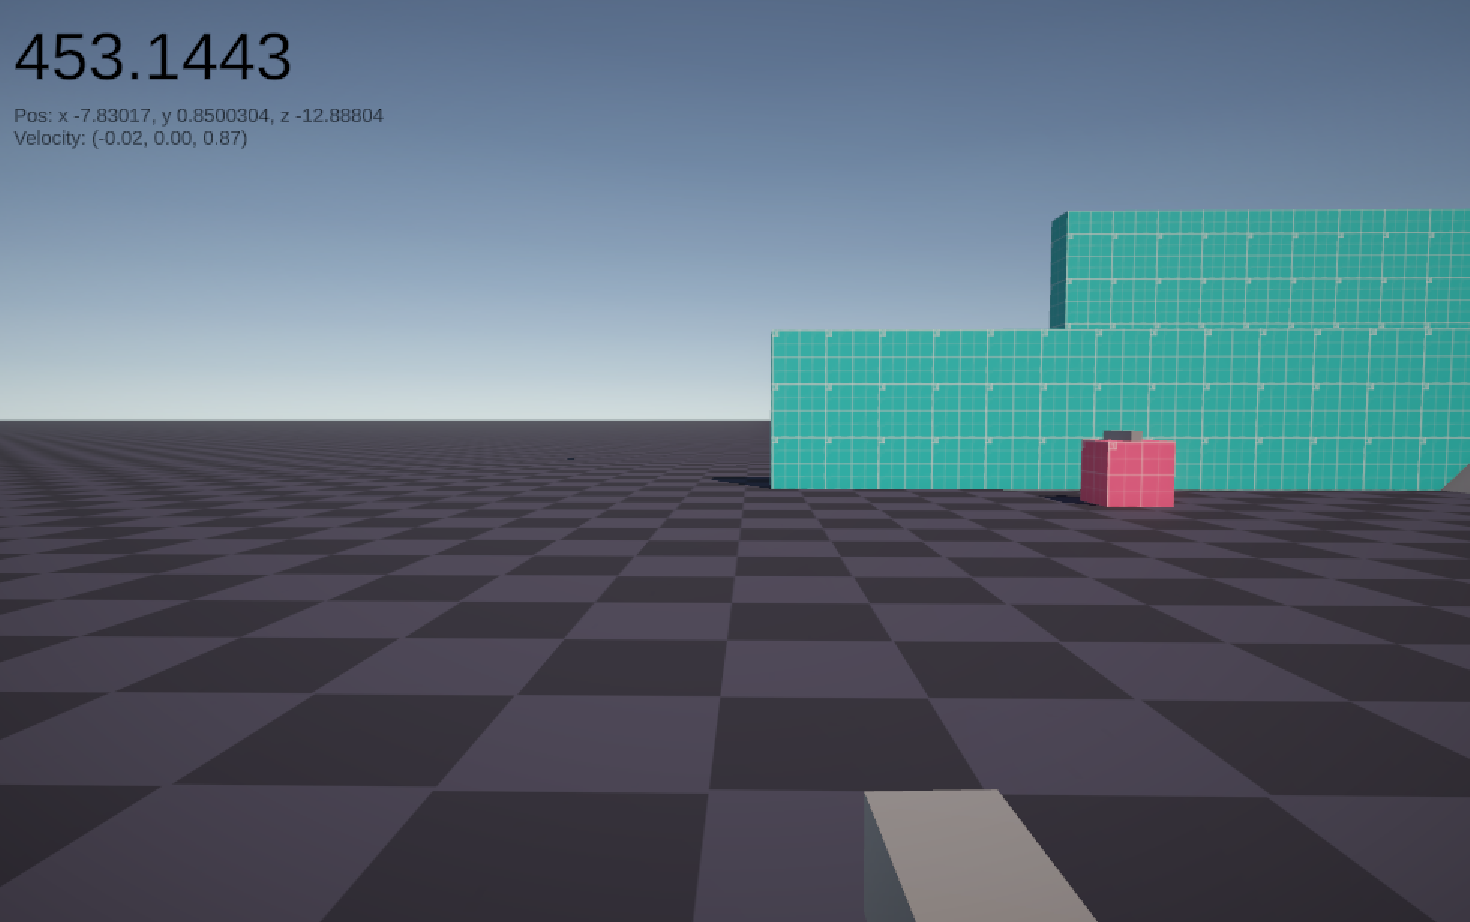 453.1443
Pos: x -7.83017, y 0.8500304, z -12.88804
Velocity: (-0.02, 0.00, 0.87)